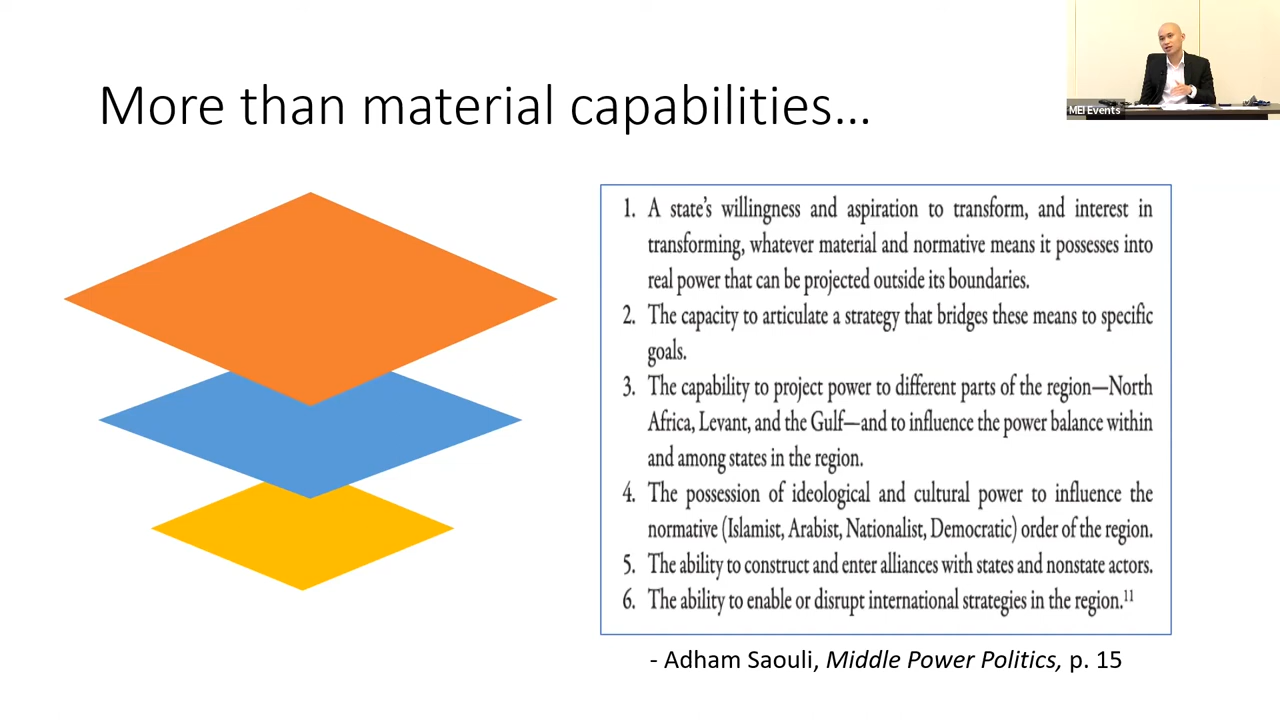 More than material capabilities...
MEI Events
1. A state's willingness and aspiration to transform, and interest in
transforming, whatever material and normative means it possesses into
real power that can be projected outside its boundaries.
2. The capacity to articulate a strategy that bridges these means to specific
goals.
3. The capability to project power to different parts of the region—North
Africa, Levant, and the Gulf—and to influence the power balance within
and among states in the region.
4. The possession of ideological and cultural power to influence the
normative (Islamist, Arabist, Nationalist, Democratic) order of the region.
5. The ability to construct and enter alliances with states and nonstate actors.
6. The ability to enable or disrupt international strategies in the region.11
- Adham Saouli, Middle Power Politics, p. 15